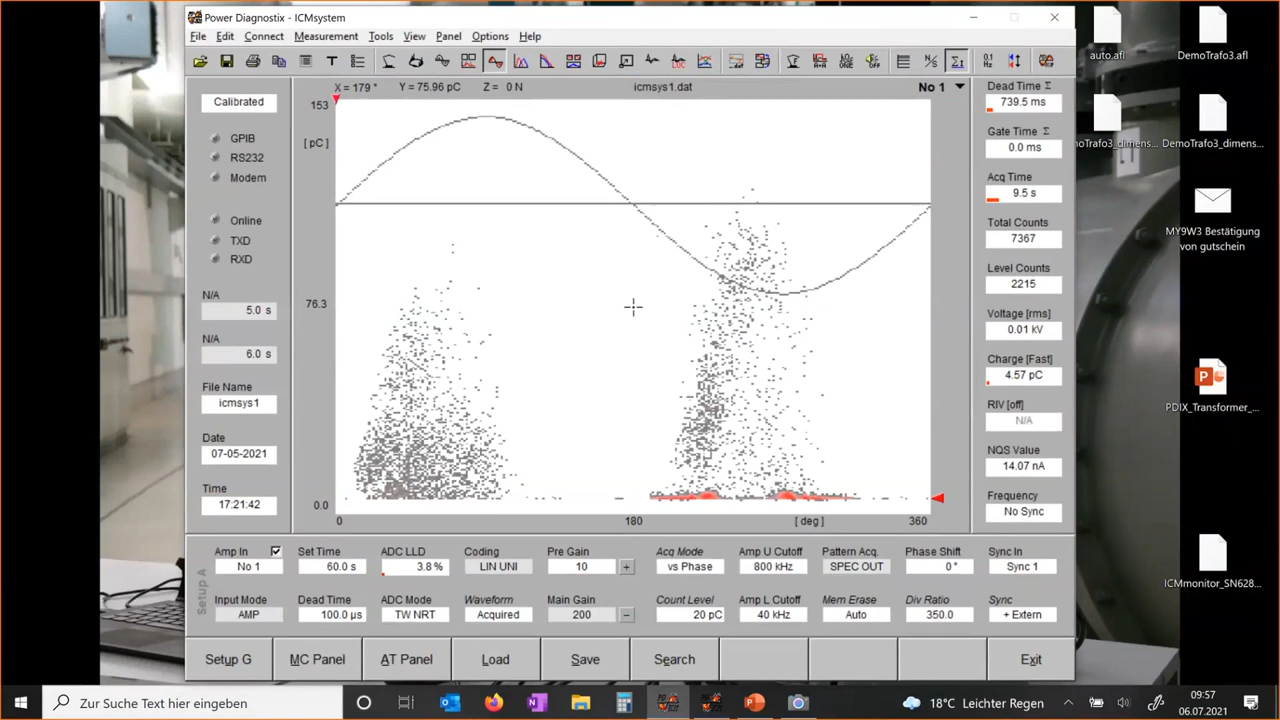 Power Diagnostix - ICMsystem
File Edit Connect Measurement Tools View Panel Options Help
X = 179 ° Y = 75.96 pC Z = 0 N icmsys1.dat No 1
Calibrated
GPIB
RS232
Modem
Online
TXD
RXD
N/A
5.0 s
N/A
6.0 s
File Name
icmsys1
Date
07-05-2021
Time
17:21:42
153
[ pC ]
76.3
0.0
0 180 [ deg ] 360
Dead Time Σ
739.5 ms
Gate Time Σ
0.0 ms
Acq Time
9.5 s
Total Counts
7367
Level Counts
2215
Voltage [rms]
0.01 kV
Charge [Fast]
4.57 pC
RIV [off]
N/A
NQS Value
14.07 nA
Frequency
No Sync
Setup A
Amp In Set Time ADC LLD Coding Pre Gain Acq Mode Amp U Cutoff Pattern Acq. Phase Shift Sync In
No 1 60.0 s 3.8 % LIN UNI 10 + vs Phase 800 kHz SPEC OUT 0 ° Sync 1
Input Mode Dead Time ADC Mode Waveform Main Gain Count Level Amp L Cutoff Mem Erase Div Ratio Sync
AMP 100.0 µs TW NRT Acquired 200 − 20 pC 40 kHz Auto 350.0 + Extern
Setup G MC Panel AT Panel Load Save Search Exit
auto.afl
DemoTrafo3.afl
noTrafo3_dimens...
DemoTrafo3_dimens...
MY9W3 Bestätigung
von gutschein
PDIX_Transformer_...
ICMmonitor_SN628...
Zur Suche Text hier eingeben
18°C Leichter Regen
09:57
06.07.2021